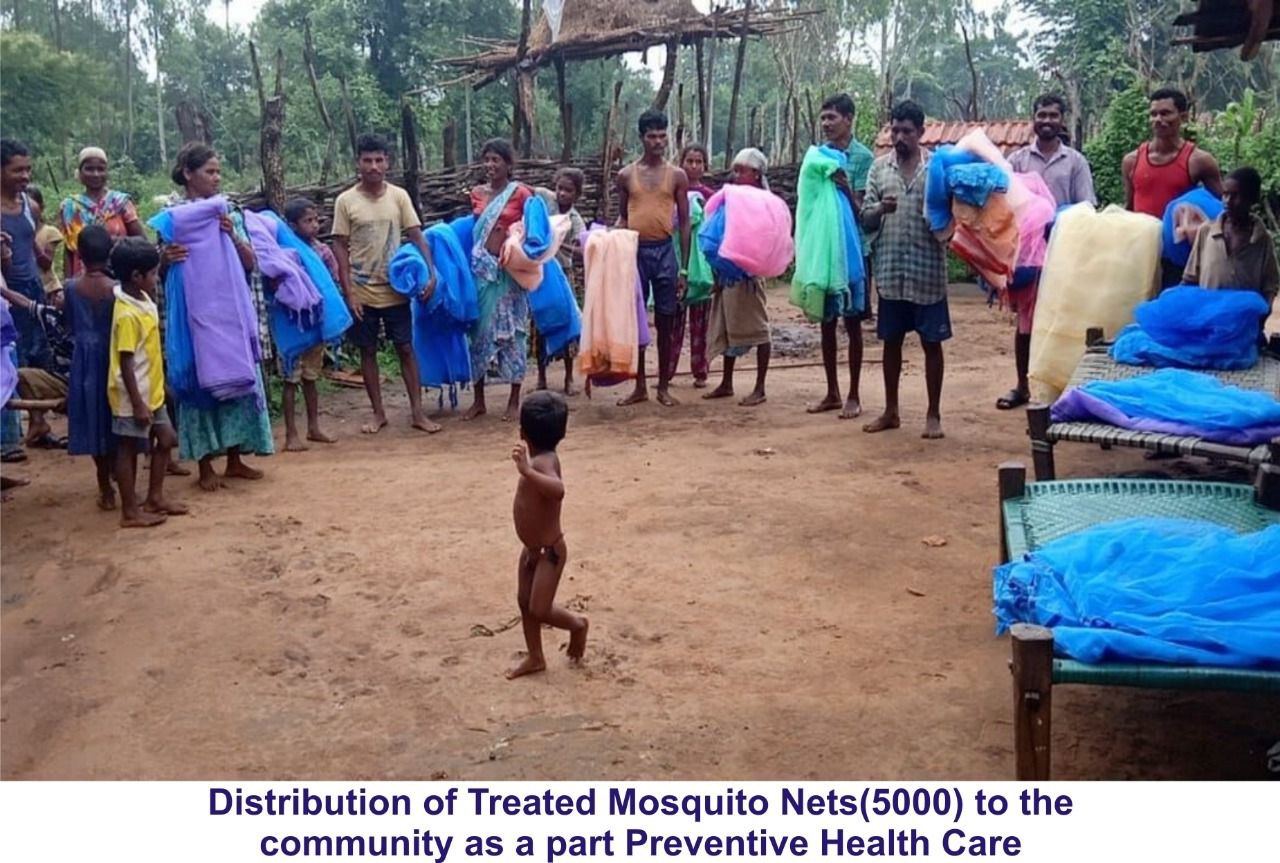 Distribution of Treated Mosquito Nets(5000) to the
community as a part Preventive Health Care